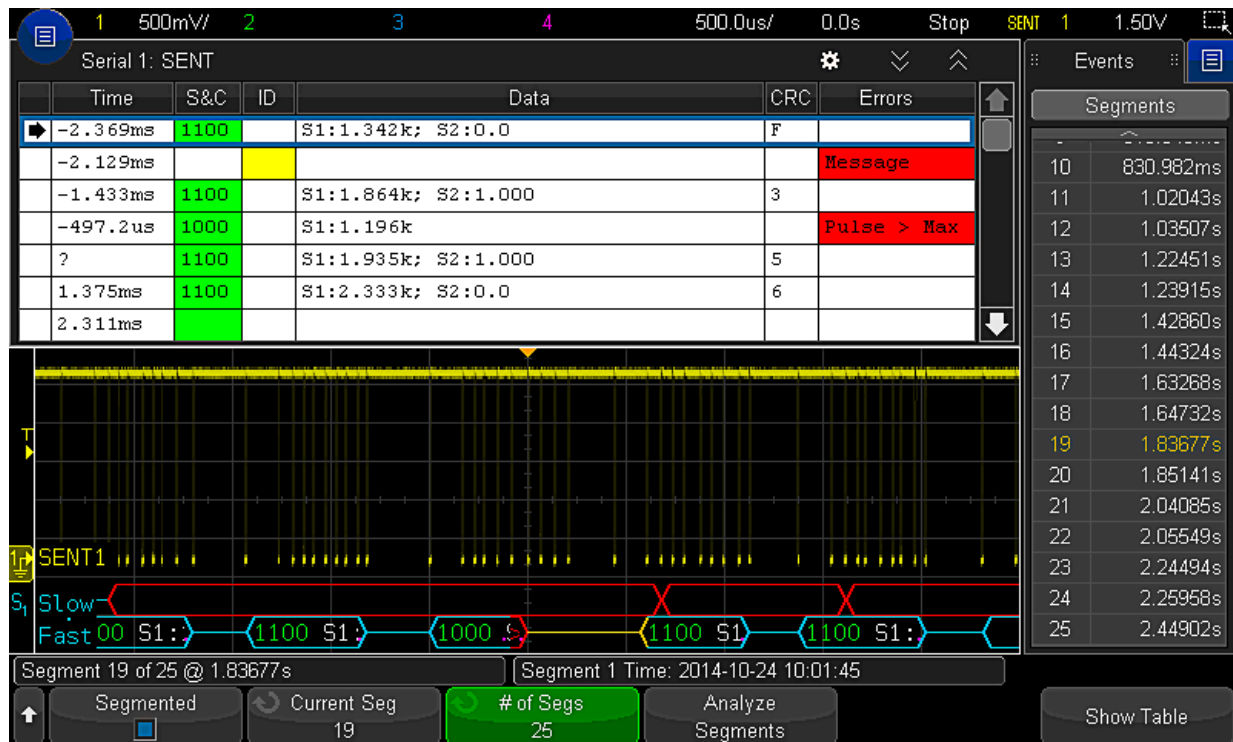 1 500mV/ 2 3 4 500.0us/ 0.0s Stop SENT 1 1.50V
Serial 1: SENT
Time S&C ID Data CRC Errors
-2.369ms 1100 S1:1.342k; S2:0.0 F
-2.129ms Message
-1.433ms 1100 S1:1.864k; S2:1.000 3
-497.2us 1000 S1:1.196k Pulse > Max
? 1100 S1:1.935k; S2:1.000 5
1.375ms 1100 S1:2.333k; S2:0.0 6
2.311ms
Events
Segments
10 830.982ms
11 1.02043s
12 1.03507s
13 1.22451s
14 1.23915s
15 1.42860s
16 1.44324s
17 1.63268s
18 1.64732s
19 1.83677s
20 1.85141s
21 2.04085s
22 2.05549s
23 2.24494s
24 2.25958s
25 2.44902s
T
1 SENT1
S1 Slow
Fast 00 S1: 1100 S1: 1000 S 1100 S1 1100 S1:
Segment 19 of 25 @ 1.83677s
Segment 1 Time: 2014-10-24 10:01:45
Segmented
Current Seg
19
# of Segs
25
Analyze
Segments
Show Table